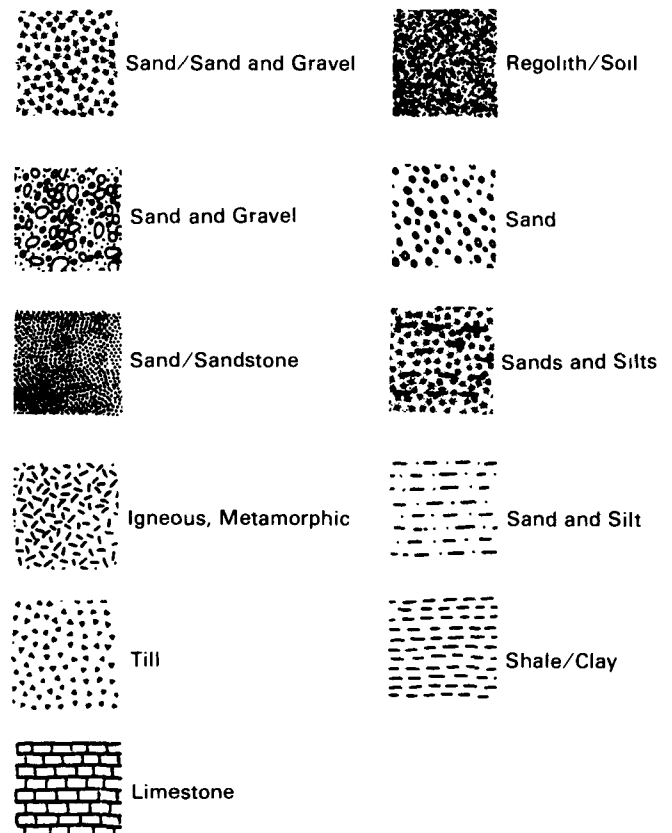 Sand/Sand and Gravel
Regolith/Soil
Sand and Gravel
Sand
Sand/Sandstone
Sands and Silts
Igneous, Metamorphic
Sand and Silt
Till
Shale/Clay
Limestone